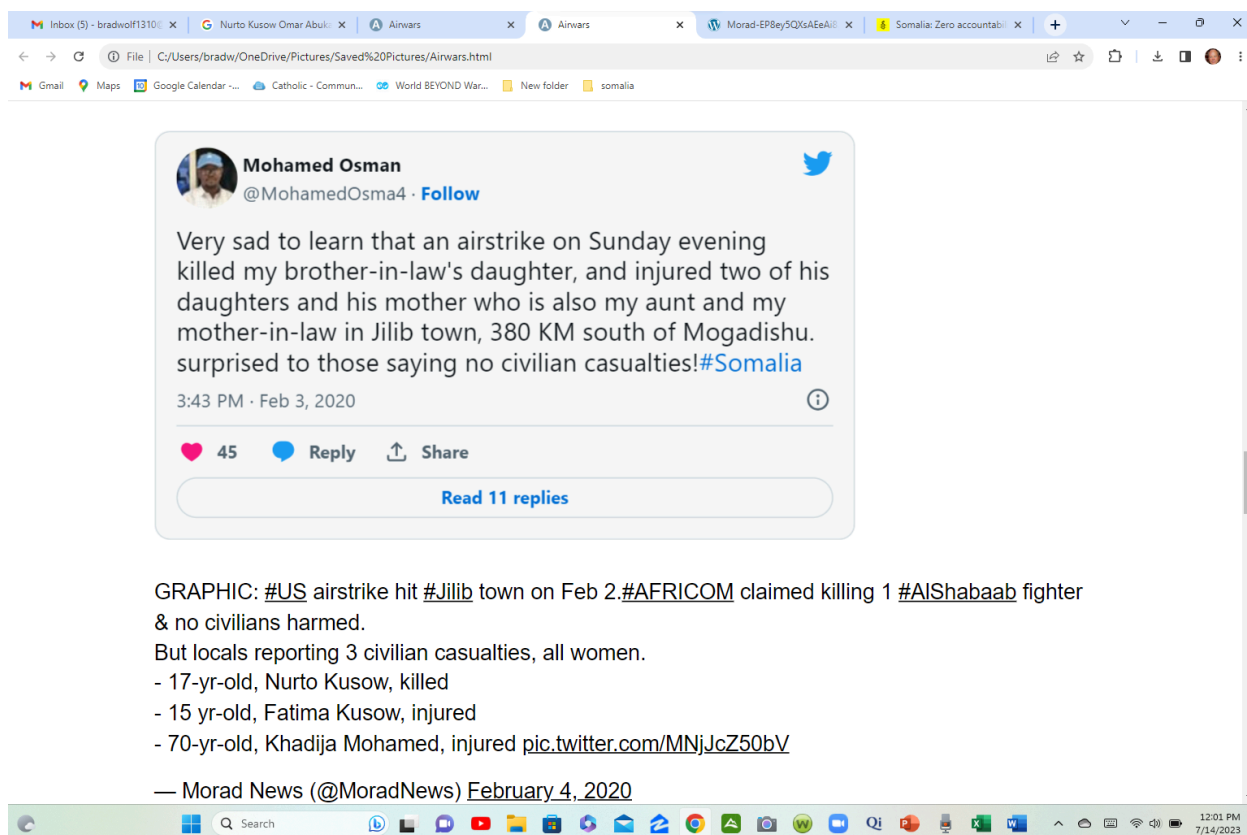 Inbox (5) - bradwolf1310@
Nurto Kusow Omar Abuk
Airwars
Airwars
Morad-EP8ey5QXsAEeAi8
Somalia: Zero accountabi
File
C:/Users/bradw/OneDrive/Pictures/Saved%20Pictures/Airwars.html
Gmail
Maps
Google Calendar -...
Catholic - Commun...
World BEYOND War...
New folder
somalia
Mohamed Osman
@MohamedOsma4 · Follow
Very sad to learn that an airstrike on Sunday evening
killed my brother-in-law's daughter, and injured two of his
daughters and his mother who is also my aunt and my
mother-in-law in Jilib town, 380 KM south of Mogadishu.
surprised to those saying no civilian casualties!#Somalia
3:43 PM · Feb 3, 2020
45 Reply Share
Read 11 replies
GRAPHIC: #US airstrike hit #Jilib town on Feb 2.#AFRICOM claimed killing 1 #AlShabaab fighter
& no civilians harmed.
But locals reporting 3 civilian casualties, all women.
- 17-yr-old, Nurto Kusow, killed
- 15 yr-old, Fatima Kusow, injured
- 70-yr-old, Khadija Mohamed, injured pic.twitter.com/MNjJcZ50bV
— Morad News (@MoradNews) February 4, 2020
Search
Qi
12:01 PM
7/14/2023